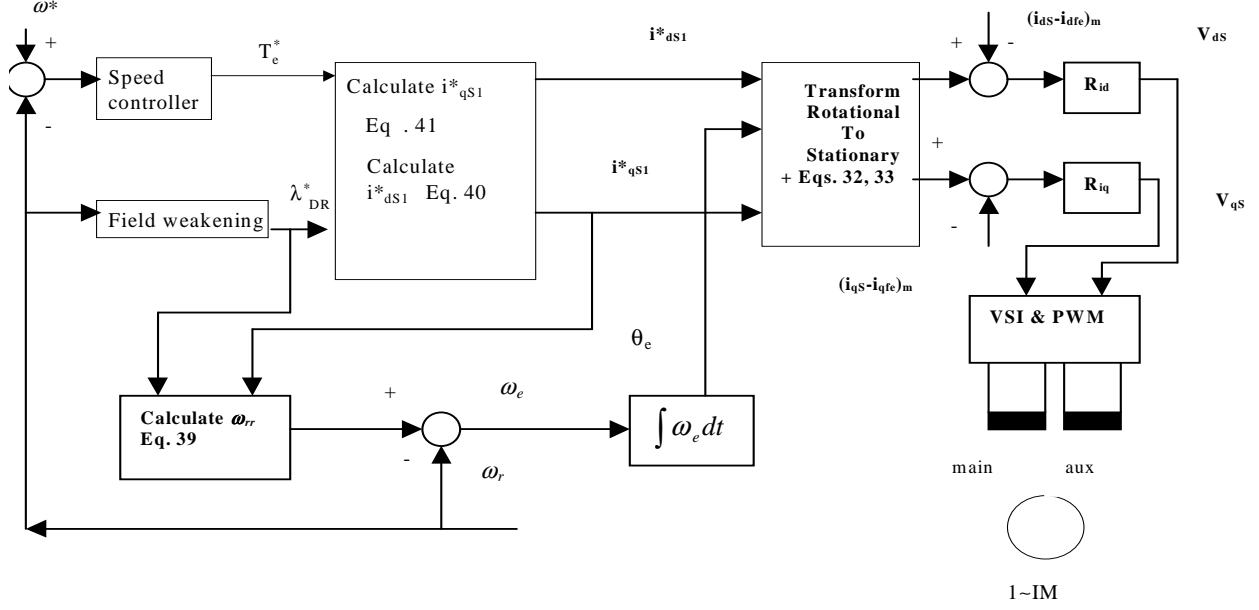 ω*
+
-
Speed
controller
T*e
Field weakening
λ*DR
Calculate i*qS1
Eq . 41
Calculate
i*dS1 Eq. 40
i*dS1
i*qS1
Transform
Rotational
To
Stationary
+ Eqs. 32, 33
(idS-idfe)m
+
-
+
-
(iqS-iqfe)m
Rid
Riq
VdS
VqS
VSI & PWM
main
aux
1~IM
Calculate ωrr
Eq. 39
+
-
ωe
ωr
θe
∫ ωe dt